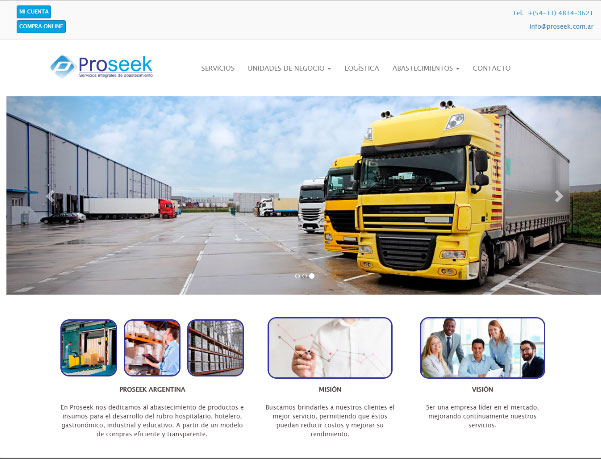 MI CUENTA
COMPRA ONLINE
Tel. +(54-11) 4814-3621
info@proseek.com.ar
Proseek
Servicios integrales de abastecimiento
SERVICIOS UNIDADES DE NEGOCIO LOGÍSTICA ABASTECIMIENTOS CONTACTO
PROSEEK ARGENTINA
En Proseek nos dedicamos al abastecimiento de productos e
insumos para el desarrollo del rubro hospitalario, hotelero,
gastronómico, industrial y educativo. A partir de un modelo
de compras eficiente y transparente.
MISIÓN
Buscamos brindarles a nuestros clientes el
mejor servicio, permitiendo que éstos
puedan reducir costos y mejorar su
rendimiento.
VISIÓN
Ser una empresa líder en el mercado,
mejorando continuamente nuestros
servicios.